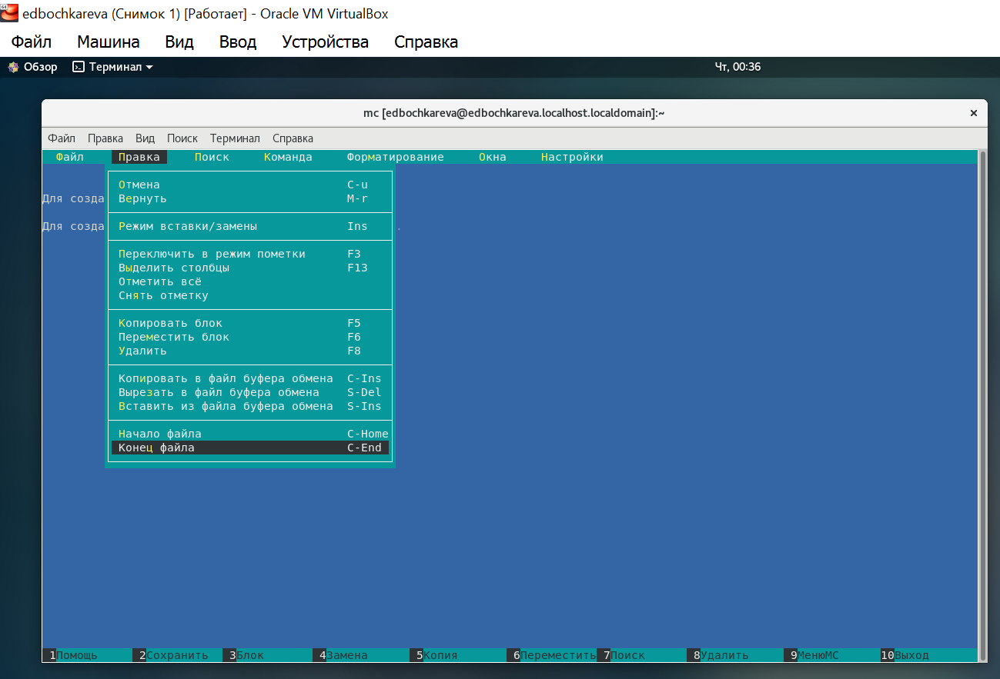 64
edbochkareva (Снимок 1) [Работает] - Oracle VM VirtualBox
Файл Машина Вид Ввод Устройства Справка
Обзор Терминал Чт, 00:36
mc [edbochkareva@edbochkareva.localhost.localdomain]:~ ×
Файл Правка Вид Поиск Терминал Справка
Файл Правка Поиск Команда Форматирование Окна Настройки
Отмена C-u
Для созда Вернуть M-r
Для созда Режим вставки/замены Ins .
Переключить в режим пометки F3
Выделить столбцы F13
Отметить всё
Снять отметку
Копировать блок F5
Переместить блок F6
Удалить F8
Копировать в файл буфера обмена C-Ins
Вырезать в файл буфера обмена S-Del
Вставить из файла буфера обмена S-Ins
Начало файла C-Home
Конец файла C-End
1Помощь 2Сохранить 3Блок 4Замена 5Копия 6Переместить 7Поиск 8Удалить 9МенюMC 10Выход